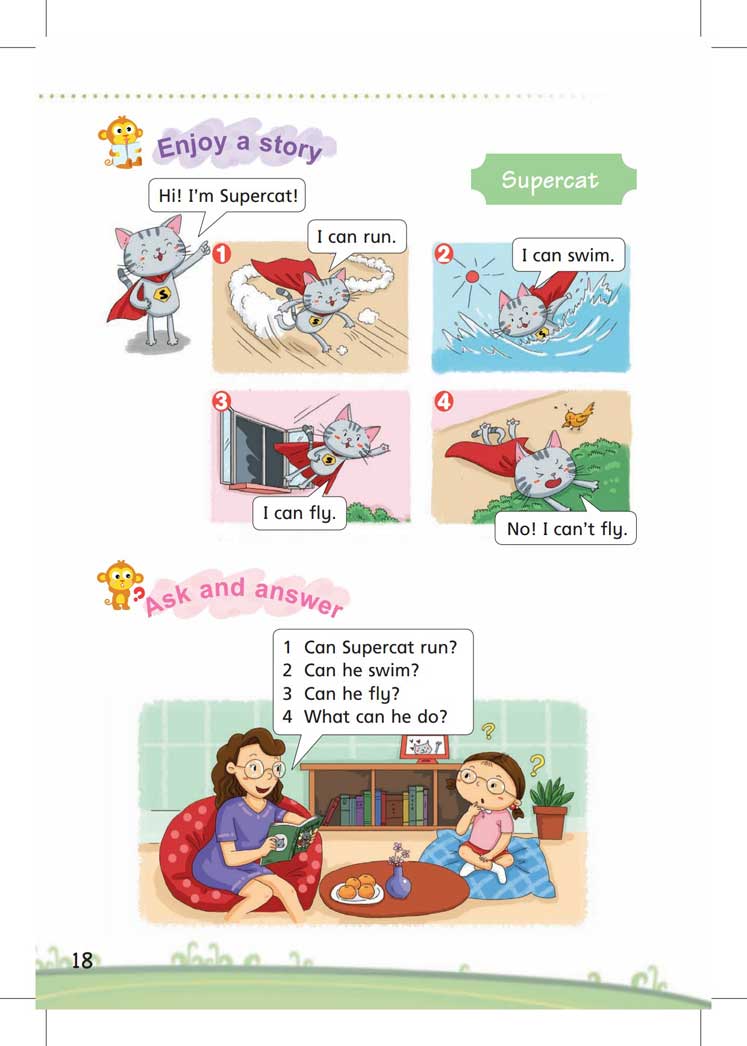 Enjoy a story
Supercat
Hi! I'm Supercat!
1
I can run.
2
I can swim.
3
I can fly.
4
No! I can't fly.
Ask and answer
1 Can Supercat run?
2 Can he swim?
3 Can he fly?
4 What can he do?
18